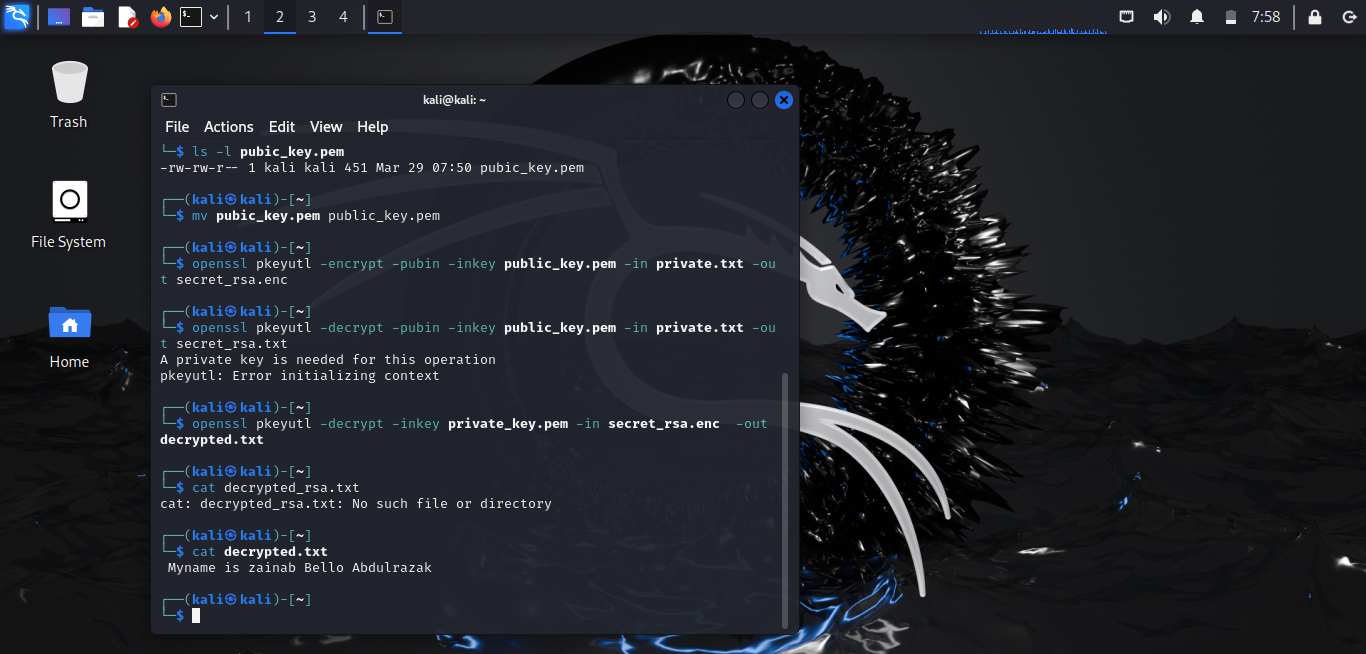 1 2 3 4 7:58
Trash
File System
Home
kali@kali: ~
File Actions Edit View Help
└─$ ls -l pubic_key.pem
-rw-rw-r-- 1 kali kali 451 Mar 29 07:50 pubic_key.pem
┌──(kali㉿kali)-[~]
└─$ mv pubic_key.pem public_key.pem
┌──(kali㉿kali)-[~]
└─$ openssl pkeyutl -encrypt -pubin -inkey public_key.pem -in private.txt -ou
t secret_rsa.enc
┌──(kali㉿kali)-[~]
└─$ openssl pkeyutl -decrypt -pubin -inkey public_key.pem -in private.txt -ou
t secret_rsa.txt
A private key is needed for this operation
pkeyutl: Error initializing context
┌──(kali㉿kali)-[~]
└─$ openssl pkeyutl -decrypt -inkey private_key.pem -in secret_rsa.enc  -out
decrypted.txt
┌──(kali㉿kali)-[~]
└─$ cat decrypted_rsa.txt
cat: decrypted_rsa.txt: No such file or directory
┌──(kali㉿kali)-[~]
└─$ cat decrypted.txt
 Myname is zainab Bello Abdulrazak
┌──(kali㉿kali)-[~]
└─$